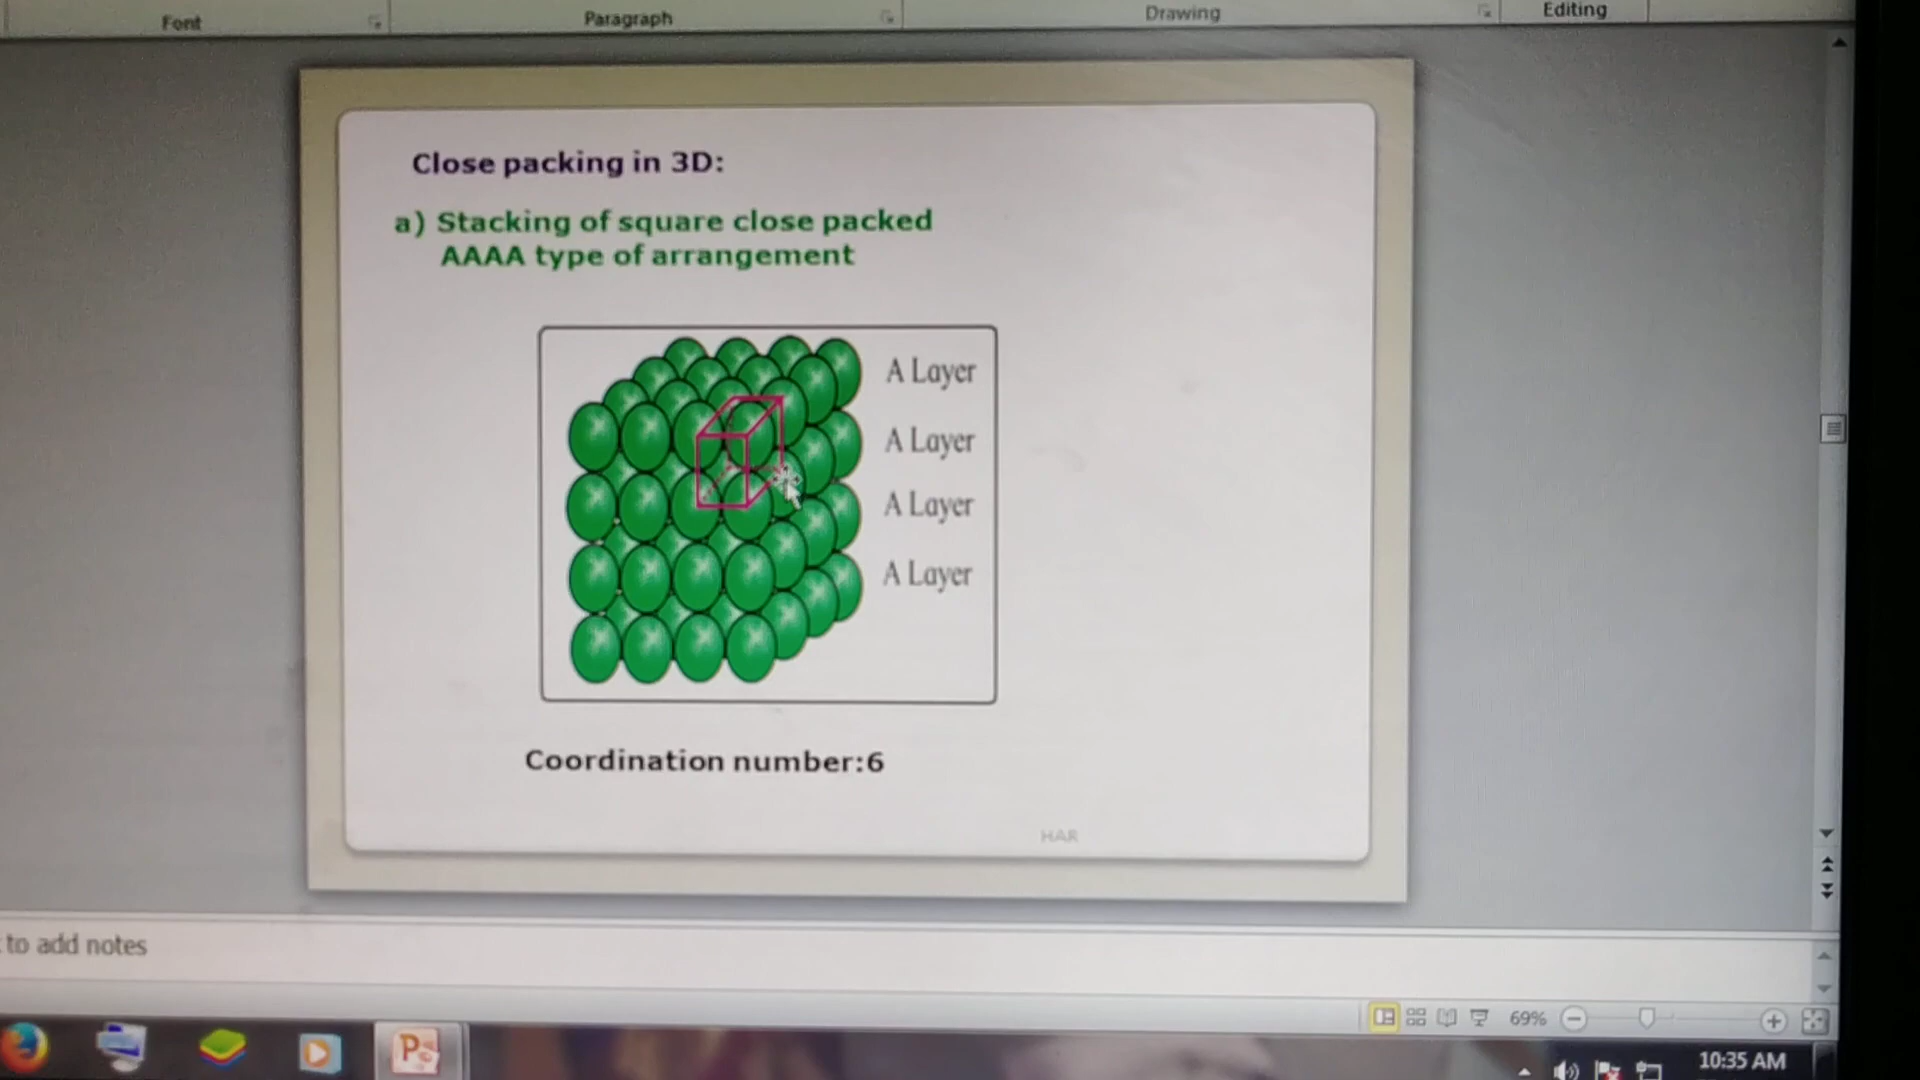 Font
Paragraph
Drawing
Editing
Close packing in 3D:
a) Stacking of square close packed
AAAA type of arrangement
A Layer
A Layer
A Layer
A Layer
Coordination number:6
HAR
to add notes
69%
10:35 AM